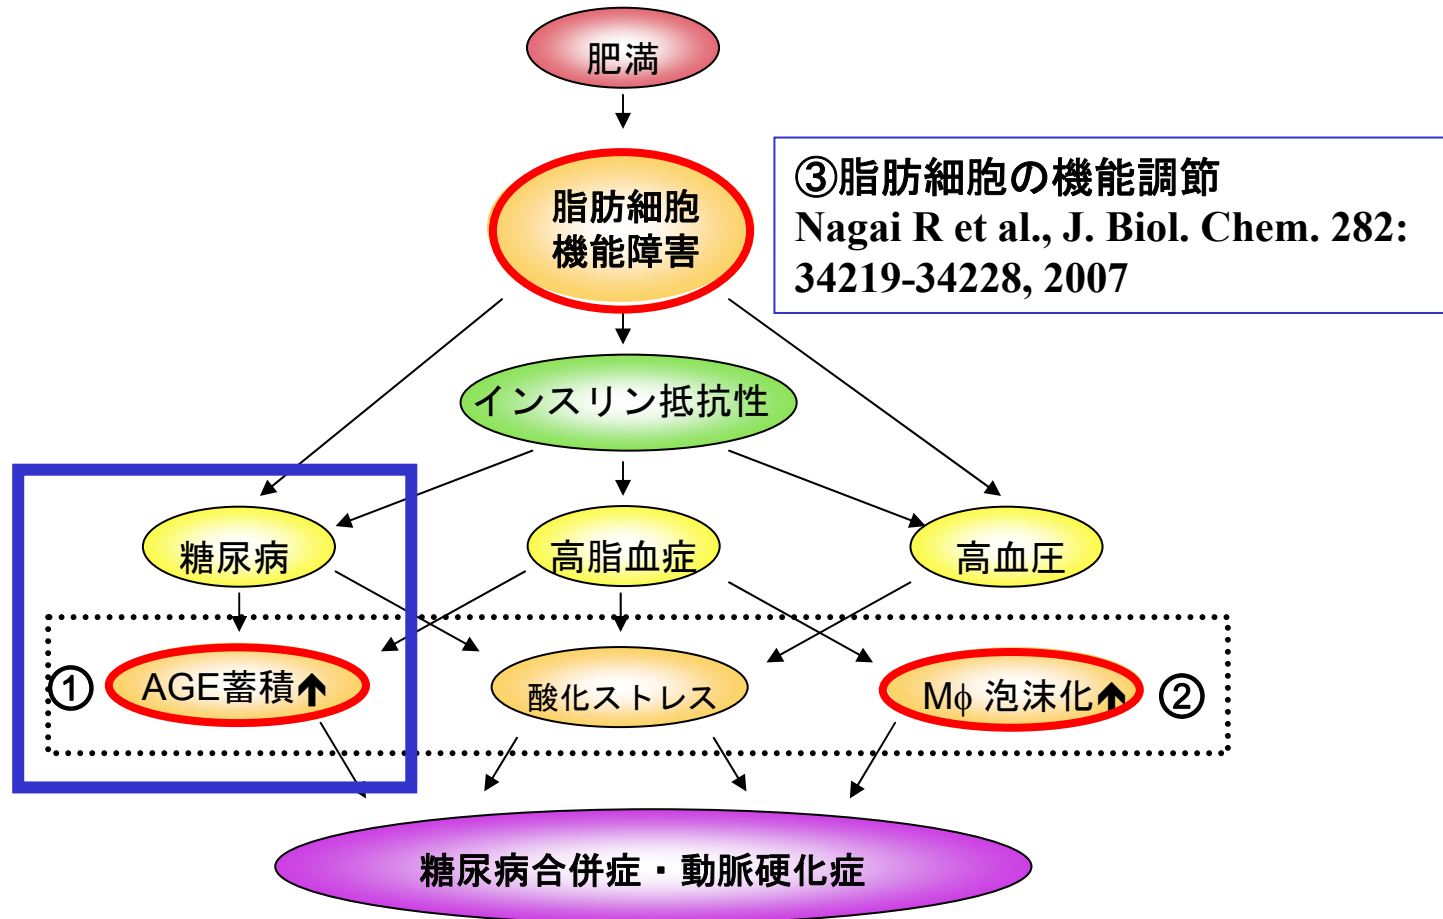 肥満
脂肪細胞
機能障害
③脂肪細胞の機能調節
Nagai R et al., J. Biol. Chem. 282:
34219-34228, 2007
インスリン抵抗性
糖尿病
高脂血症
高血圧
①
AGE蓄積↑
酸化ストレス
Mφ 泡沫化↑
②
糖尿病合併症・動脈硬化症